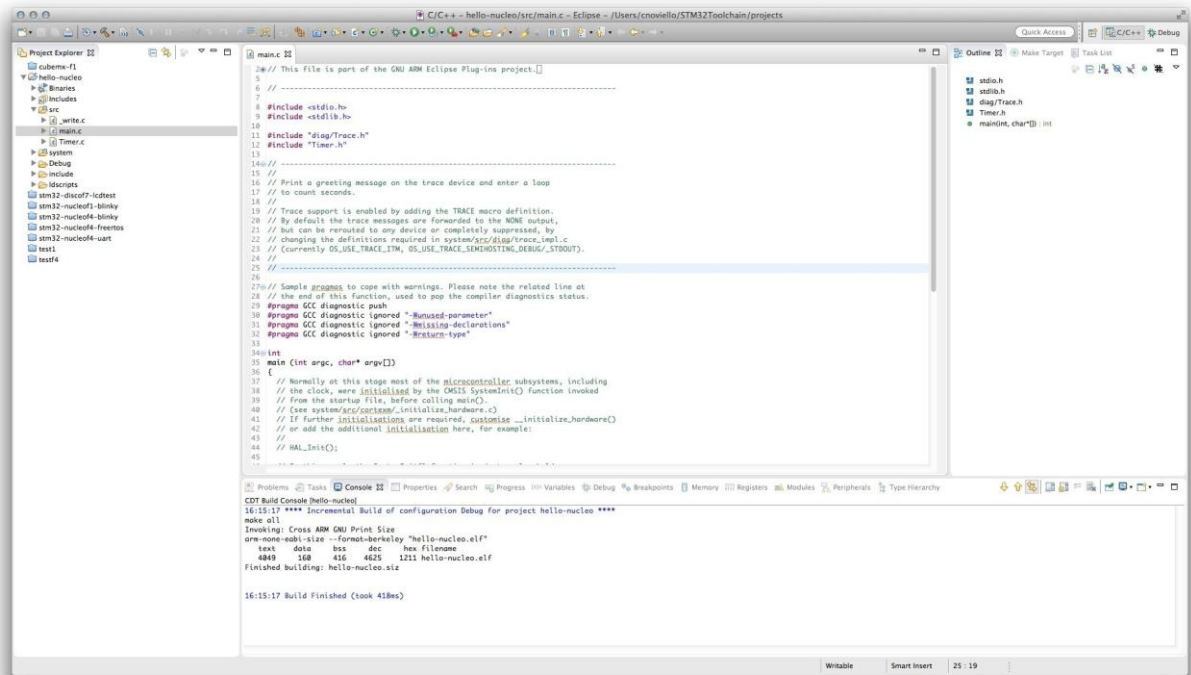 C/C++ - hello-nucleo/src/main.c - Eclipse - /Users/cnoviello/STM32Toolchain/projects
Quick Access
C/C++
Debug
Project Explorer
cubemx-f1
hello-nucleo
Binaries
Includes
src
_write.c
main.c
Timer.c
system
Debug
include
ldscripts
stm32-discof7-lcdtest
stm32-nucleof1-blinky
stm32-nucleof4-blinky
stm32-nucleof4-freertos
stm32-nucleof4-uart
test1
testf4
main.c
2 // This file is part of the GNU ARM Eclipse Plug-ins project.
5
6 // ----------------------------------------------------------------------------
7
8 #include <stdio.h>
9 #include <stdlib.h>
10
11 #include "diag/Trace.h"
12 #include "Timer.h"
13
14 // ----------------------------------------------------------------------------
15 //
16 // Print a greeting message on the trace device and enter a loop
17 // to count seconds.
18 //
19 // Trace support is enabled by adding the TRACE macro definition.
20 // By default the trace messages are forwarded to the NONE output,
21 // but can be rerouted to any device or completely suppressed, by
22 // changing the definitions required in system/src/diag/trace_impl.c
23 // (currently OS_USE_TRACE_ITM, OS_USE_TRACE_SEMIHOSTING_DEBUG/_STDOUT).
24 //
25 // ----------------------------------------------------------------------------
26
27 // Sample pragmas to cope with warnings. Please note the related line at
28 // the end of this function, used to pop the compiler diagnostics status.
29 #pragma GCC diagnostic push
30 #pragma GCC diagnostic ignored "-Wunused-parameter"
31 #pragma GCC diagnostic ignored "-Wmissing-declarations"
32 #pragma GCC diagnostic ignored "-Wreturn-type"
33
34 int
35 main (int argc, char* argv[])
36 {
37 // Normally at this stage most of the microcontroller subsystems, including
38 // the clock, were initialised by the CMSIS SystemInit() function invoked
39 // from the startup file, before calling main().
40 // (see system/src/cortexm/_initialize_hardware.c)
41 // If further initialisations are required, customise __initialize_hardware()
42 // or add the additional initialisation here, for example:
43 //
44 // HAL_Init();
45
Outline
Make Target
Task List
stdio.h
stdlib.h
diag/Trace.h
Timer.h
main(int, char*[]) : int
Problems Tasks Console Properties Search Progress Variables Debug Breakpoints Memory Registers Modules Peripherals Type Hierarchy
CDT Build Console [hello-nucleo]
16:15:17 **** Incremental Build of configuration Debug for project hello-nucleo ****
make all
Invoking: Cross ARM GNU Print Size
arm-none-eabi-size --format=berkeley "hello-nucleo.elf"
text data bss dec hex filename
4049 160 416 4625 1211 hello-nucleo.elf
Finished building: hello-nucleo.siz
16:15:17 Build Finished (took 418ms)
Writable
Smart Insert
25 : 19